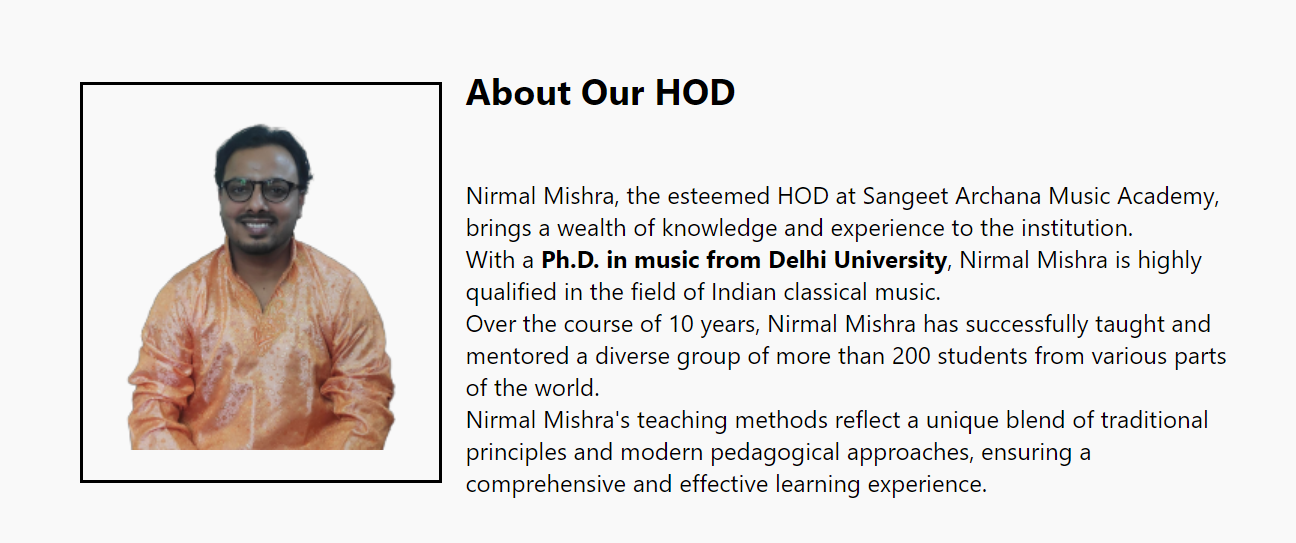 About Our HOD
Nirmal Mishra, the esteemed HOD at Sangeet Archana Music Academy,
brings a wealth of knowledge and experience to the institution.
With a Ph.D. in music from Delhi University, Nirmal Mishra is highly
qualified in the field of Indian classical music.
Over the course of 10 years, Nirmal Mishra has successfully taught and
mentored a diverse group of more than 200 students from various parts
of the world.
Nirmal Mishra's teaching methods reflect a unique blend of traditional
principles and modern pedagogical approaches, ensuring a
comprehensive and effective learning experience.